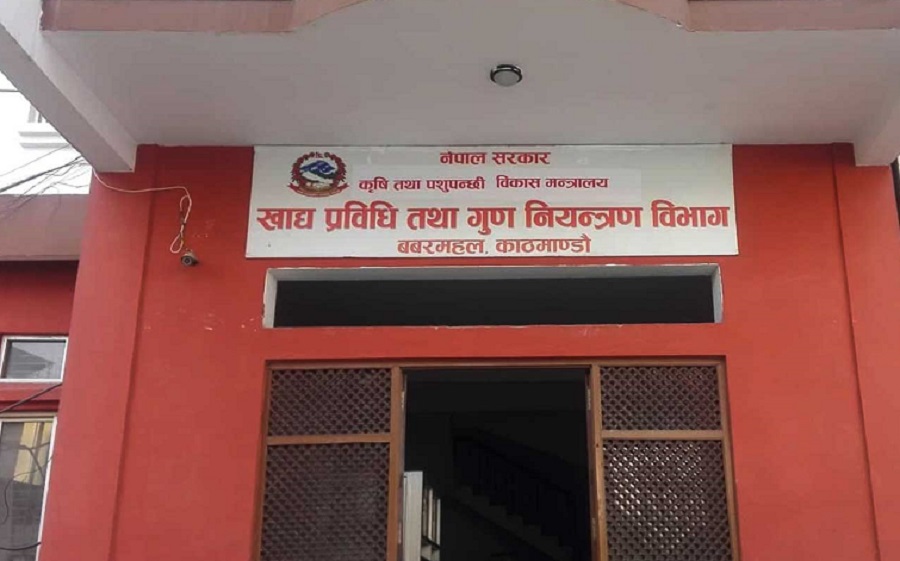 नेपाल सरकार
कृषि तथा पशुपन्छी विकास मन्त्रालय
खाद्य प्रविधि तथा गुण नियन्त्रण विभाग
बबरमहल, काठमाण्डौ